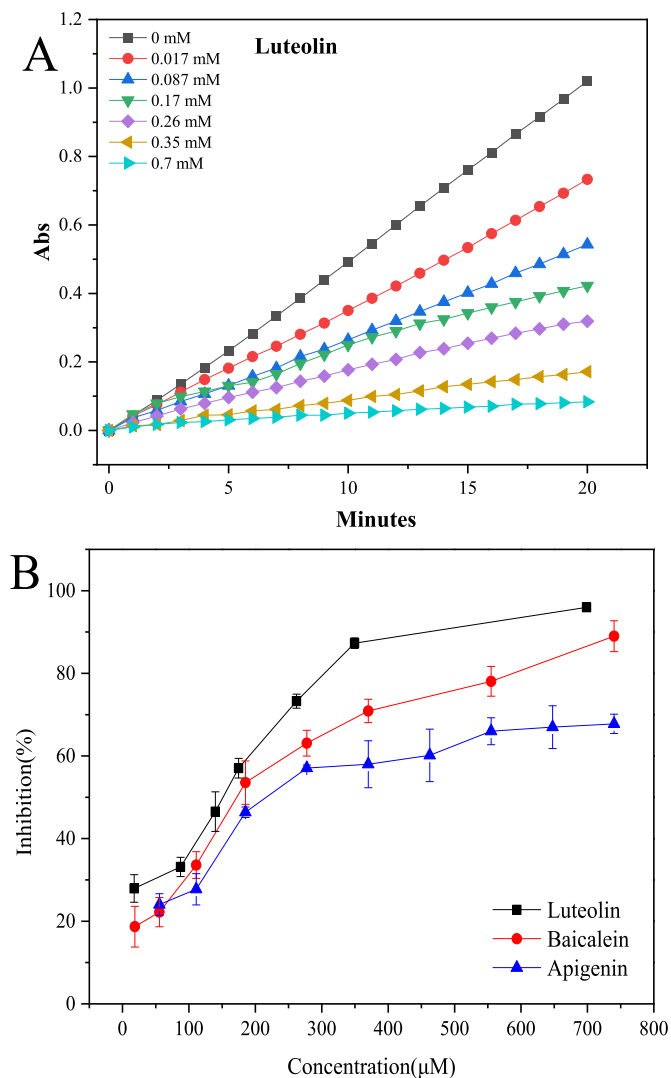 A
Luteolin
0 mM
0.017 mM
0.087 mM
0.17 mM
0.26 mM
0.35 mM
0.7 mM
1.2
1.0
0.8
0.6
0.4
0.2
0.0
Abs
0 5 10 15 20
Minutes
B
100
80
60
40
20
0
Inhibition(%)
Luteolin
Baicalein
Apigenin
0 100 200 300 400 500 600 700 800
Concentration(μM)